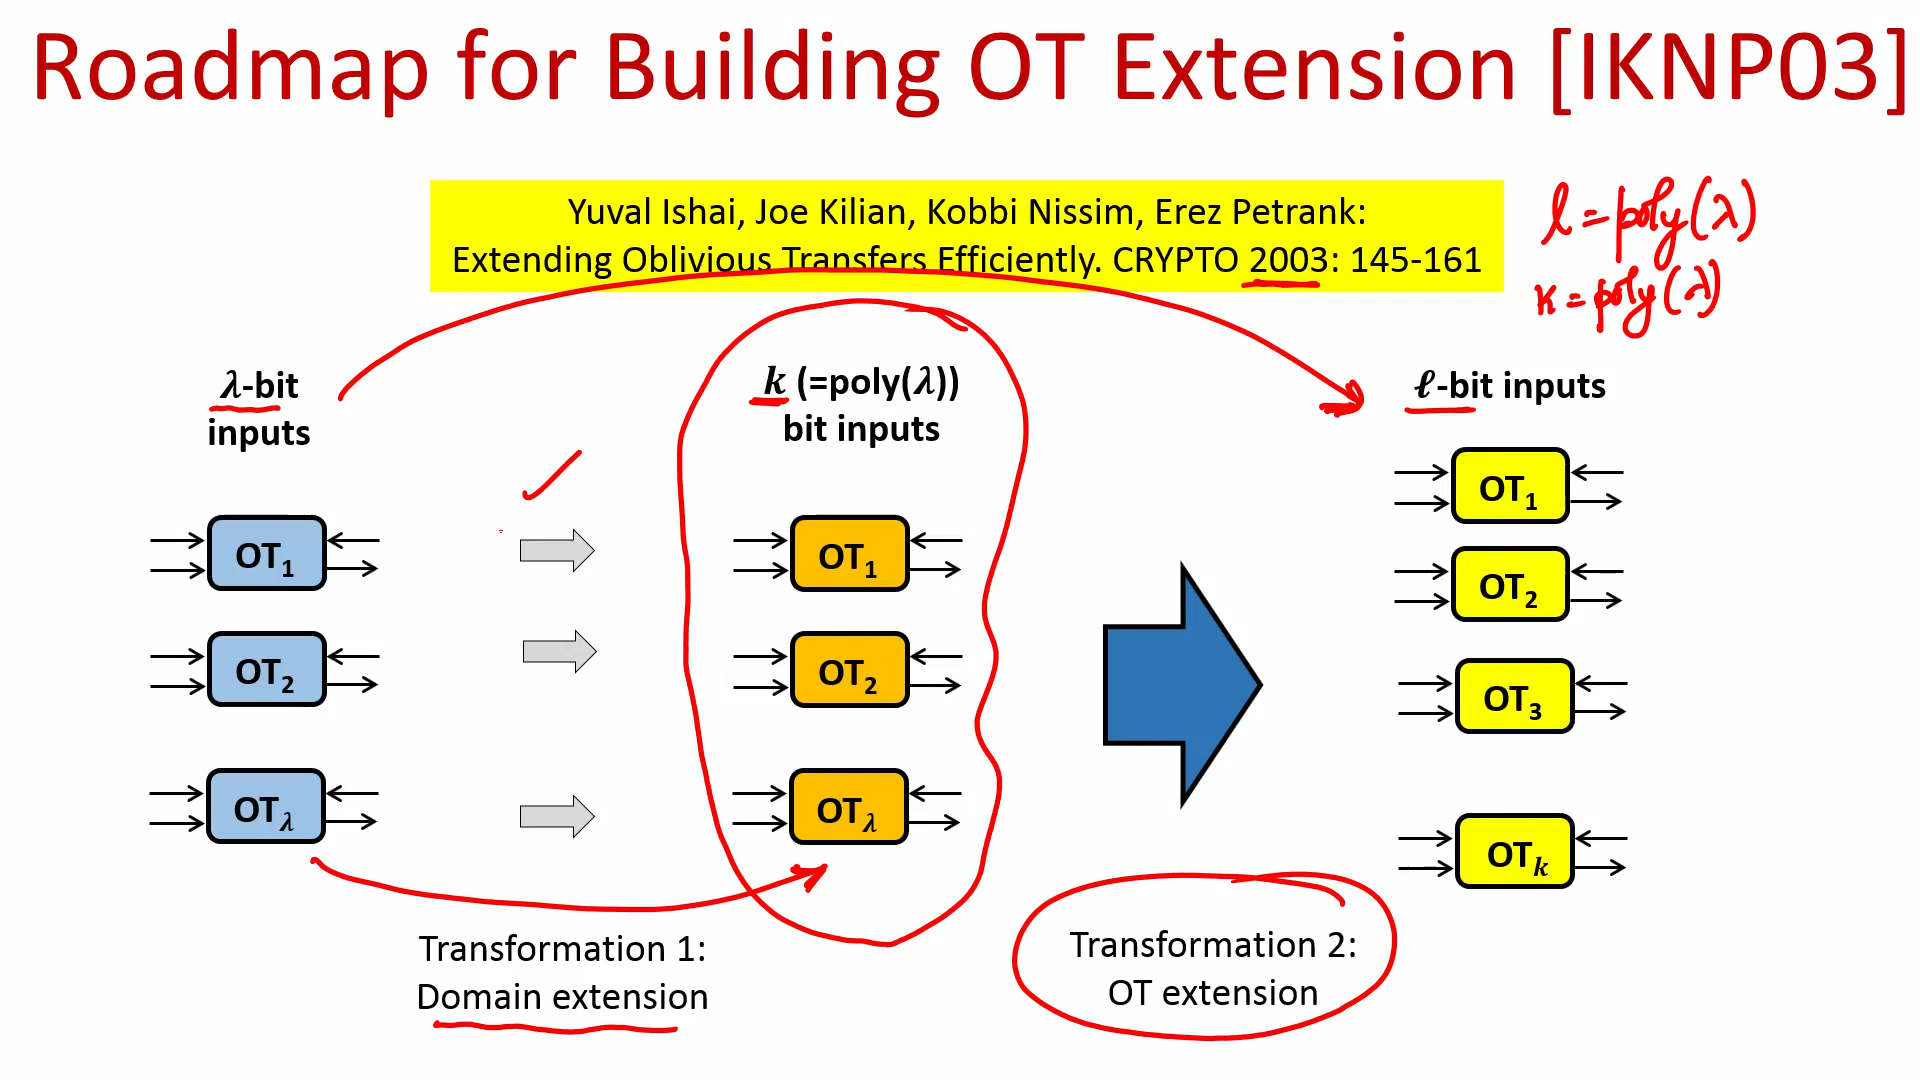 Roadmap for Building OT Extension [IKNP03]
Yuval Ishai, Joe Kilian, Kobbi Nissim, Erez Petrank:
Extending Oblivious Transfers Efficiently. CRYPTO 2003: 145-161
l = poly(λ)
k = poly(λ)
λ-bit
inputs
k (=poly(λ))
bit inputs
ℓ-bit inputs
OT1
OT2
OTλ
OT1
OT2
OTλ
OT1
OT2
OT3
OTk
Transformation 1:
Domain extension
Transformation 2:
OT extension